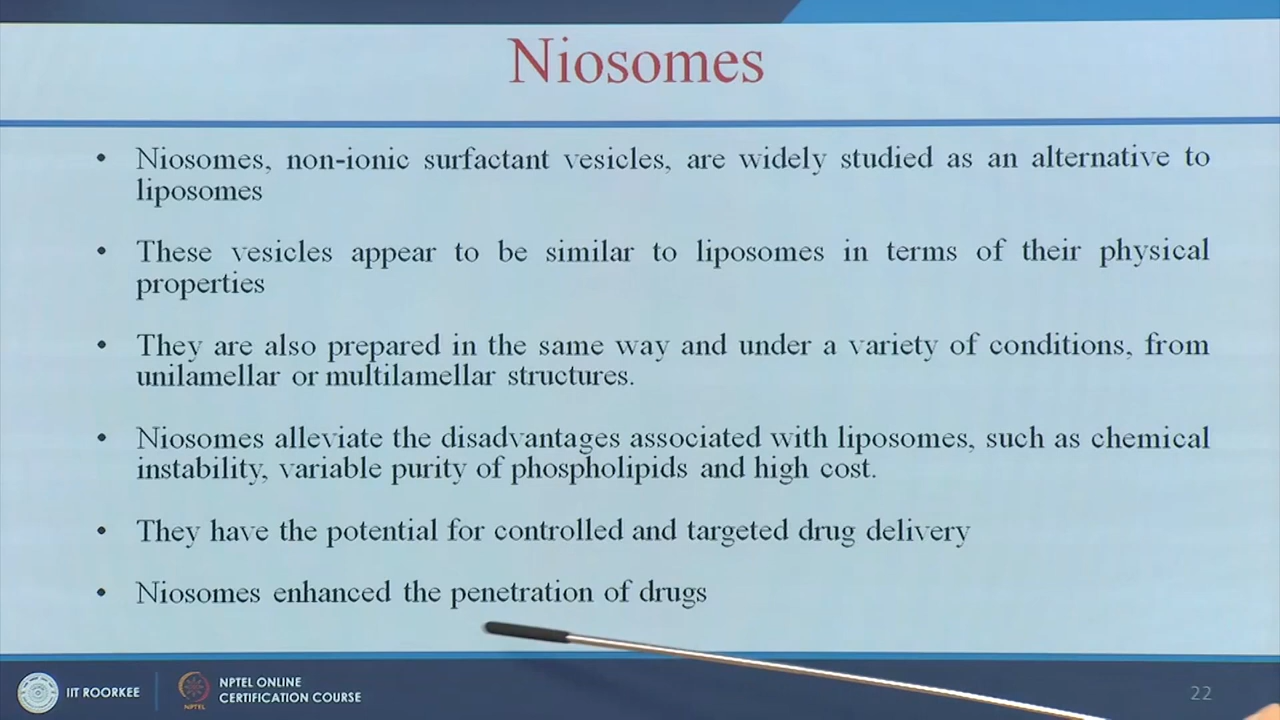 Niosomes
• Niosomes, non-ionic surfactant vesicles, are widely studied as an alternative to
liposomes
• These vesicles appear to be similar to liposomes in terms of their physical
properties
• They are also prepared in the same way and under a variety of conditions, from
unilamellar or multilamellar structures.
• Niosomes alleviate the disadvantages associated with liposomes, such as chemical
instability, variable purity of phospholipids and high cost.
• They have the potential for controlled and targeted drug delivery
• Niosomes enhanced the penetration of drugs
IIT ROORKEE
NPTEL
NPTEL ONLINE
CERTIFICATION COURSE
22